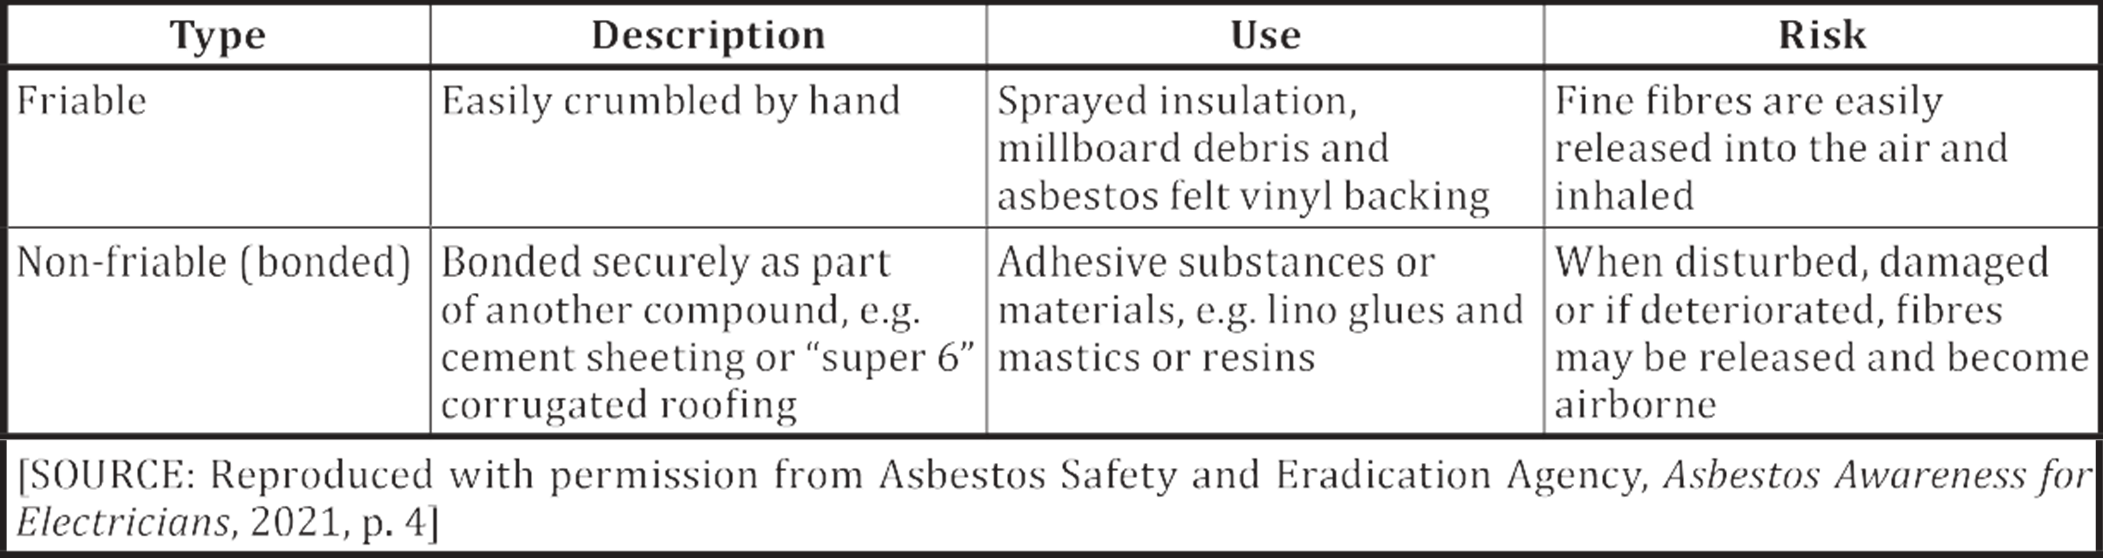 Type Description Use Risk
Friable Easily crumbled by hand Sprayed insulation, Fine fibres are easily
millboard debris and released into the air and
asbestos felt vinyl backing inhaled
Non-friable (bonded) Bonded securely as part Adhesive substances or When disturbed, damaged
of another compound, e.g. materials, e.g. lino glues and or if deteriorated, fibres
cement sheeting or “super 6” mastics or resins may be released and become
corrugated roofing airborne
[SOURCE: Reproduced with permission from Asbestos Safety and Eradication Agency, Asbestos Awareness for
Electricians, 2021, p. 4]